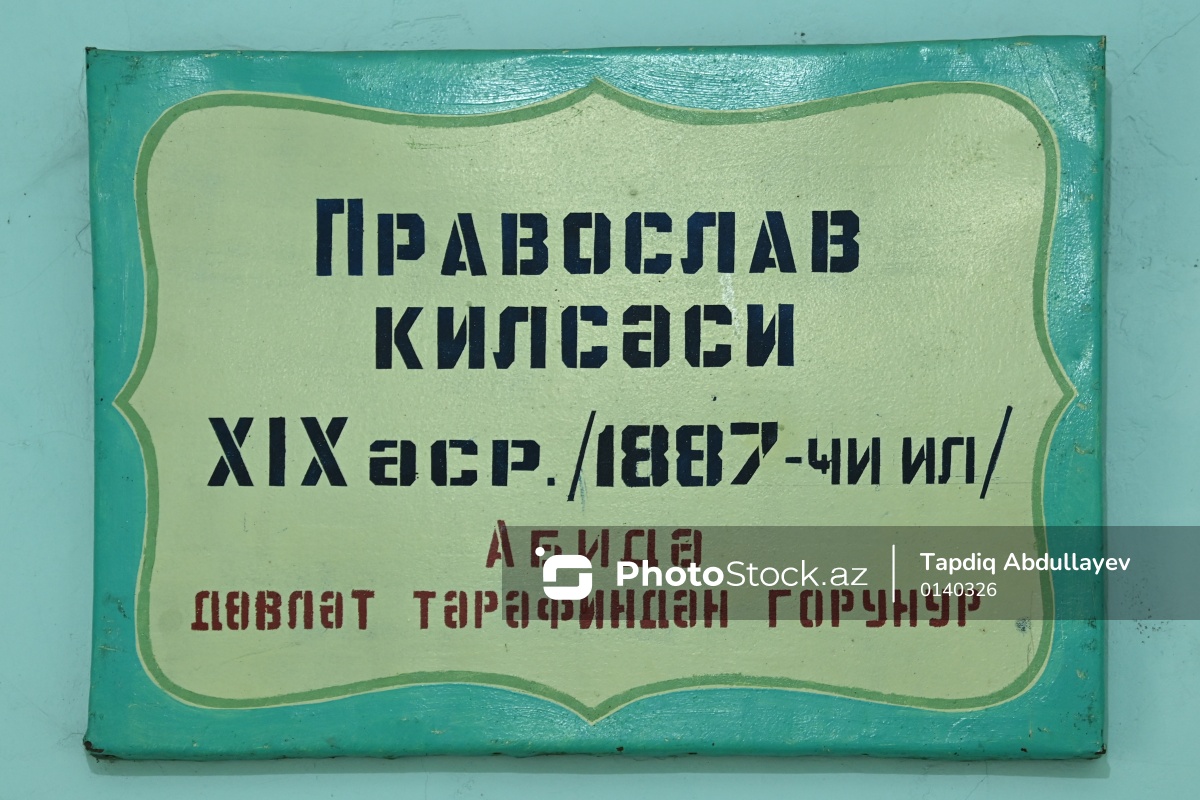 Православ
килсәси
XIX әср. /1887-чи ил/
Абидә
дөвләт тәрәфиндән горунур
PhotoStock.az
Tapdiq Abdullayev
0140326